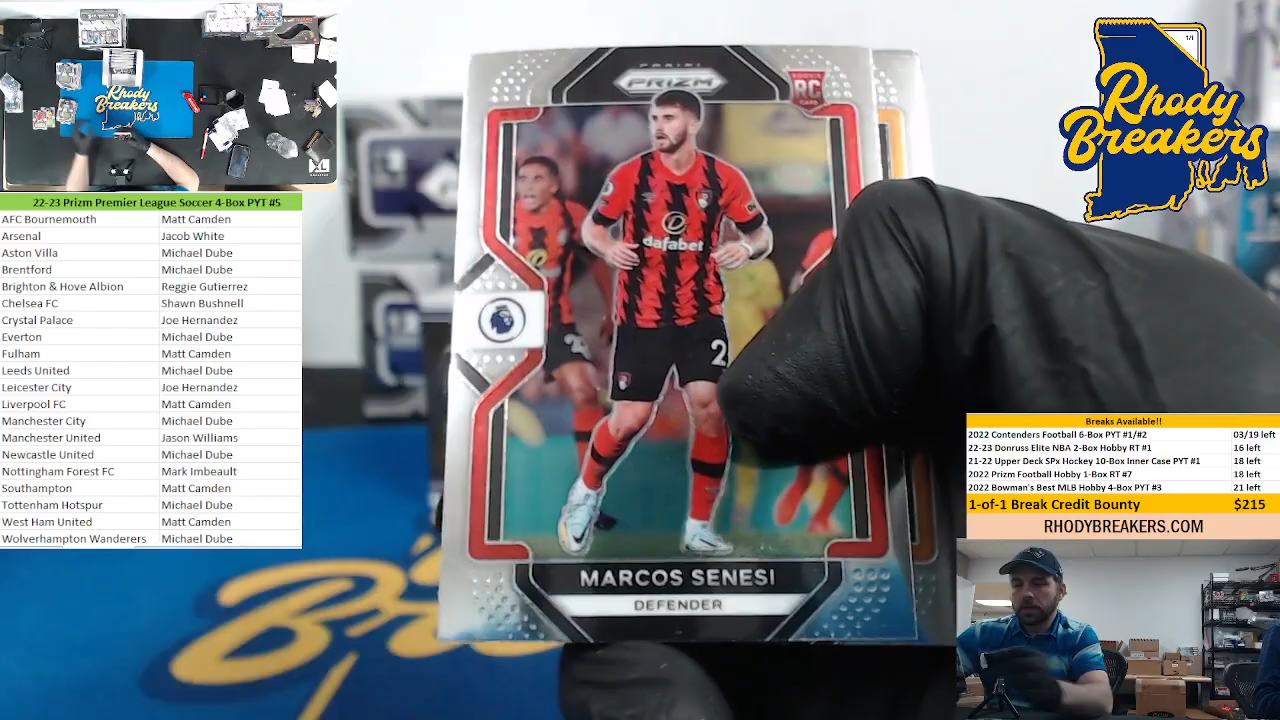 Rhody
Breakers
22-23 Prizm Premier League Soccer 4-Box PYT #5
AFC Bournemouth Matt Camden
Arsenal Jacob White
Aston Villa Michael Dube
Brentford Michael Dube
Brighton & Hove Albion Reggie Gutierrez
Chelsea FC Shawn Bushnell
Crystal Palace Joe Hernandez
Everton Michael Dube
Fulham Matt Camden
Leeds United Michael Dube
Leicester City Joe Hernandez
Liverpool FC Matt Camden
Manchester City Michael Dube
Manchester United Jason Williams
Newcastle United Michael Dube
Nottingham Forest FC Mark Imbeault
Southampton Matt Camden
Tottenham Hotspur Michael Dube
West Ham United Matt Camden
Wolverhampton Wanderers Michael Dube
PANINI
PRIZM
RC
dafabet
2
MARCOS SENESI
DEFENDER
1/1
Rhody
Breakers
Breaks Available!!
2022 Contenders Football 6-Box PYT #1/#2 03/19 left
22-23 Donruss Elite NBA 2-Box Hobby RT #1 16 left
21-22 Upper Deck SPx Hockey 10-Box Inner Case PYT #1 18 left
2022 Prizm Football Hobby 1-Box RT #7 18 left
2022 Bowman's Best MLB Hobby 4-Box PYT #3 21 left
1-of-1 Break Credit Bounty $215
RHODYBREAKERS.COM